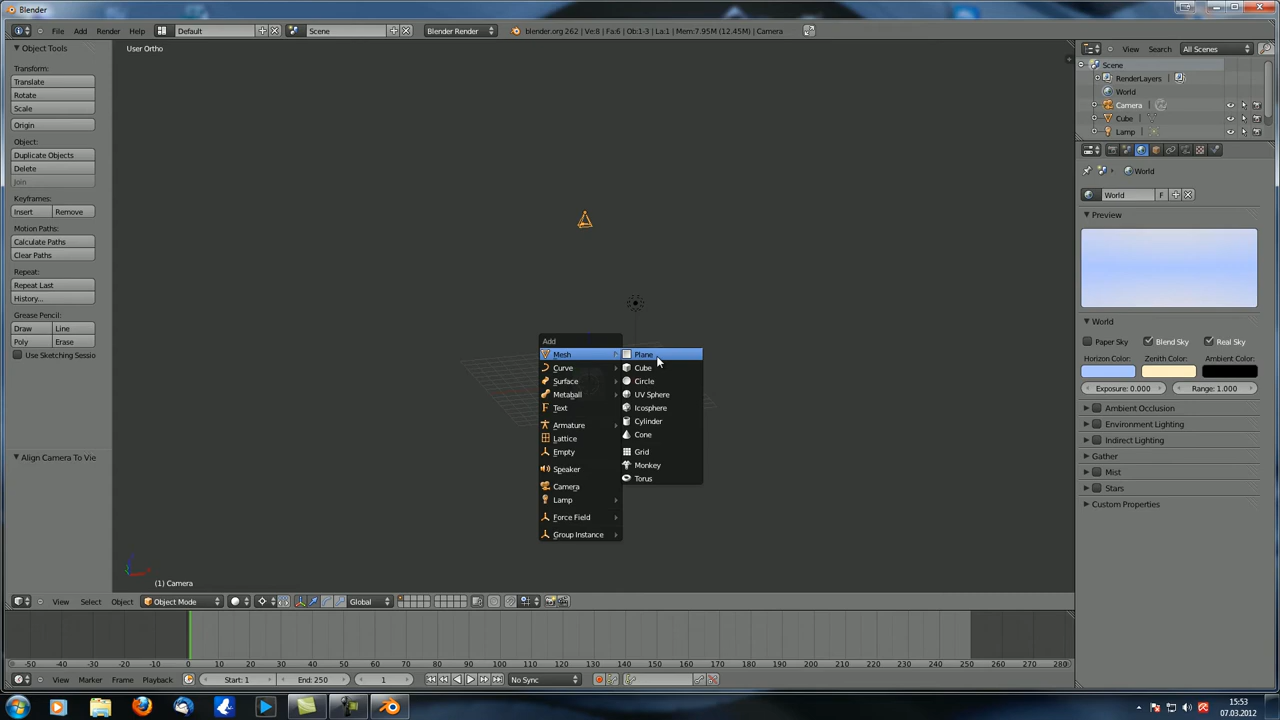 Blender
File Add Render Help Default Scene Blender Render blender.org 262 | Ve:8 | Fa:6 | Ob:1-3 | La:1 | Mem:7.95M (12.45M) | Camera
Object Tools
Transform:
Translate
Rotate
Scale
Origin
Object:
Duplicate Objects
Delete
Join
Keyframes:
Insert Remove
Motion Paths:
Calculate Paths
Clear Paths
Repeat:
Repeat Last
History...
Grease Pencil:
Draw Line
Poly Erase
Use Sketching Sessio
Align Camera To Vie
User Ortho
Add
Mesh
Curve
Surface
Metaball
Text
Armature
Lattice
Empty
Speaker
Camera
Lamp
Force Field
Group Instance
Plane
Cube
Circle
UV Sphere
Icosphere
Cylinder
Cone
Grid
Monkey
Torus
(1) Camera
View Select Object Object Mode Global
View Search All Scenes
Scene
RenderLayers
World
Camera
Cube
Lamp
World
World F
Preview
World
Paper Sky Blend Sky Real Sky
Horizon Color: Zenith Color: Ambient Color:
Exposure: 0.000 Range: 1.000
Ambient Occlusion
Environment Lighting
Indirect Lighting
Gather
Mist
Stars
Custom Properties
-50 -40 -30 -20 -10 0 10 20 30 40 50 60 70 80 90 100 110 120 130 140 150 160 170 180 190 200 210 220 230 240 250 260 270 280
View Marker Frame Playback Start: 1 End: 250 1 No Sync
15:53
07.03.2012